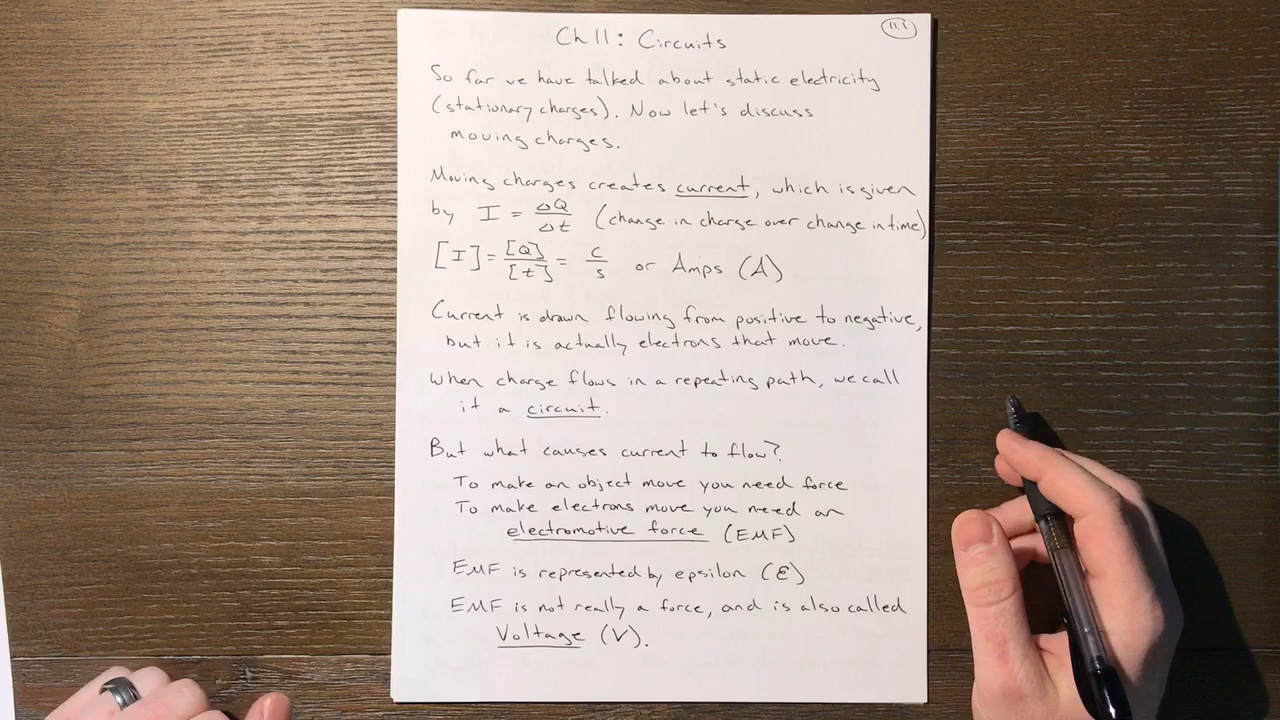 11.1
Ch 11: Circuits
So far we have talked about static electricity
(stationary charges). Now let's discuss
moving charges.
Moving charges creates current, which is given
by I = ΔQ/Δt (change in charge over change in time)
[I] = [Q]/[t] = C/s or Amps (A)
Current is drawn flowing from positive to negative,
but it is actually electrons that move.
When charge flows in a repeating path, we call
it a circuit.
But what causes current to flow?
To make an object move you need force
To make electrons move you need an
electromotive force (EMF)
EMF is represented by epsilon (ℰ)
EMF is not really a force, and is also called
Voltage (V).